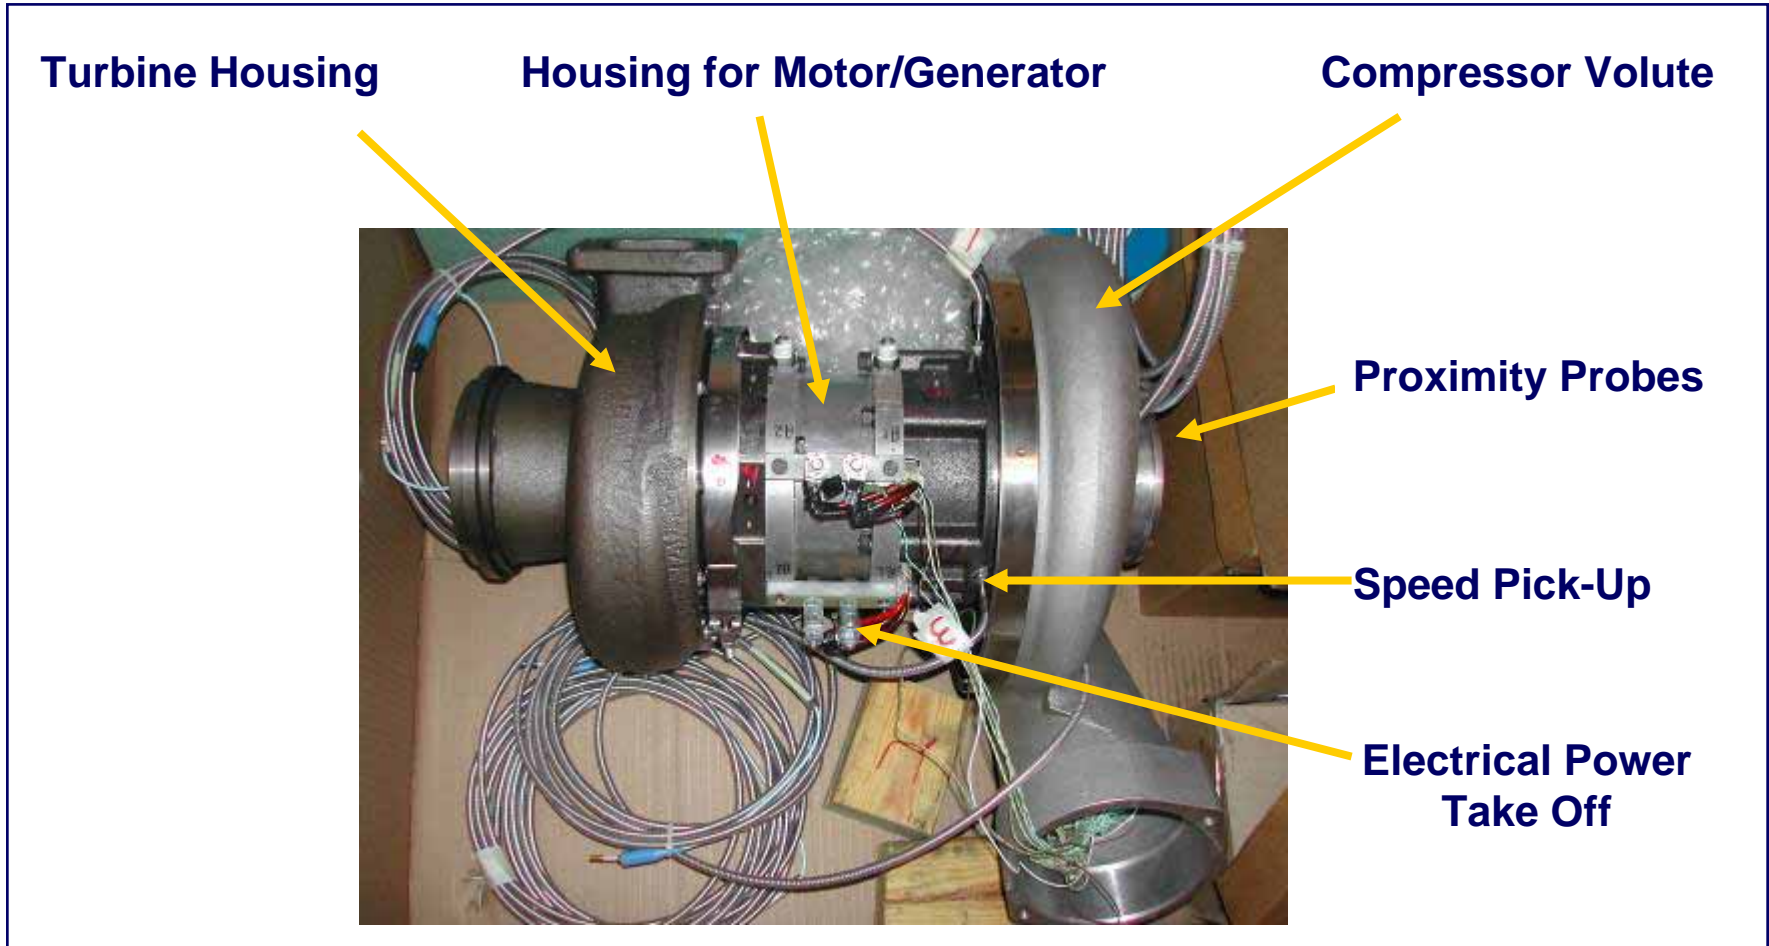 Turbine Housing
Housing for Motor/Generator
Compressor Volute
Proximity Probes
Speed Pick-Up
Electrical Power
Take Off